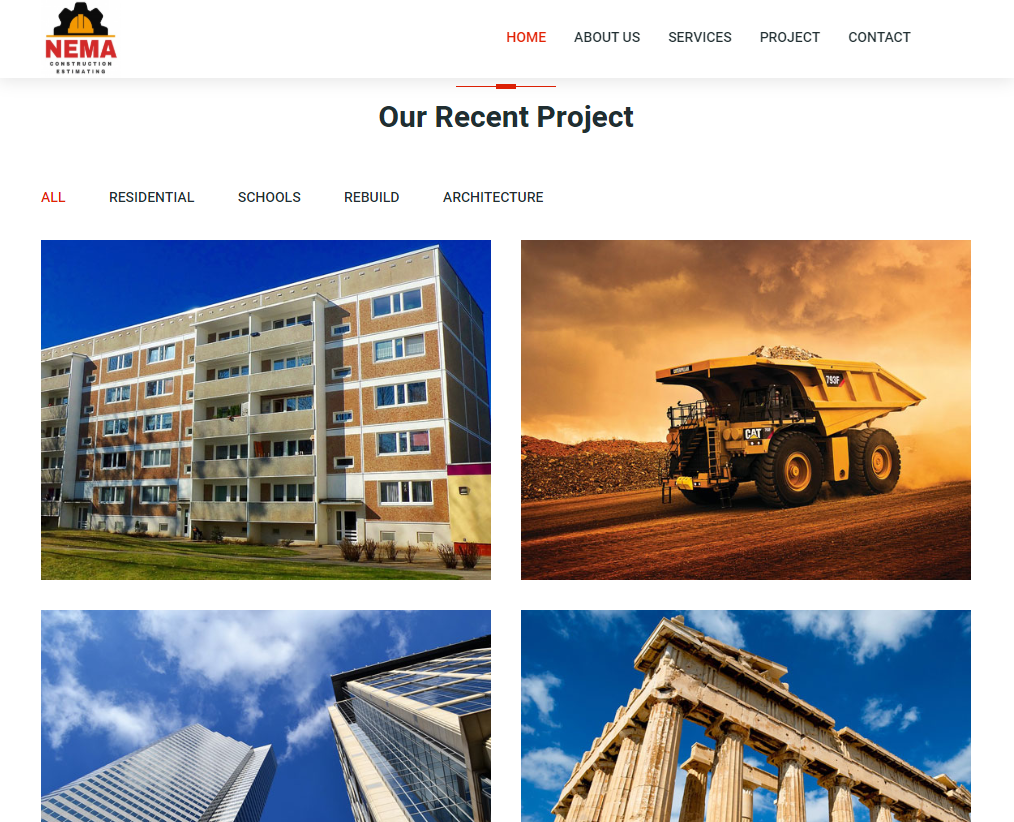 NEMA
CONSTRUCTION
ESTIMATING
HOME ABOUT US SERVICES PROJECT CONTACT
Our Recent Project
ALL RESIDENTIAL SCHOOLS REBUILD ARCHITECTURE
793F
CAT